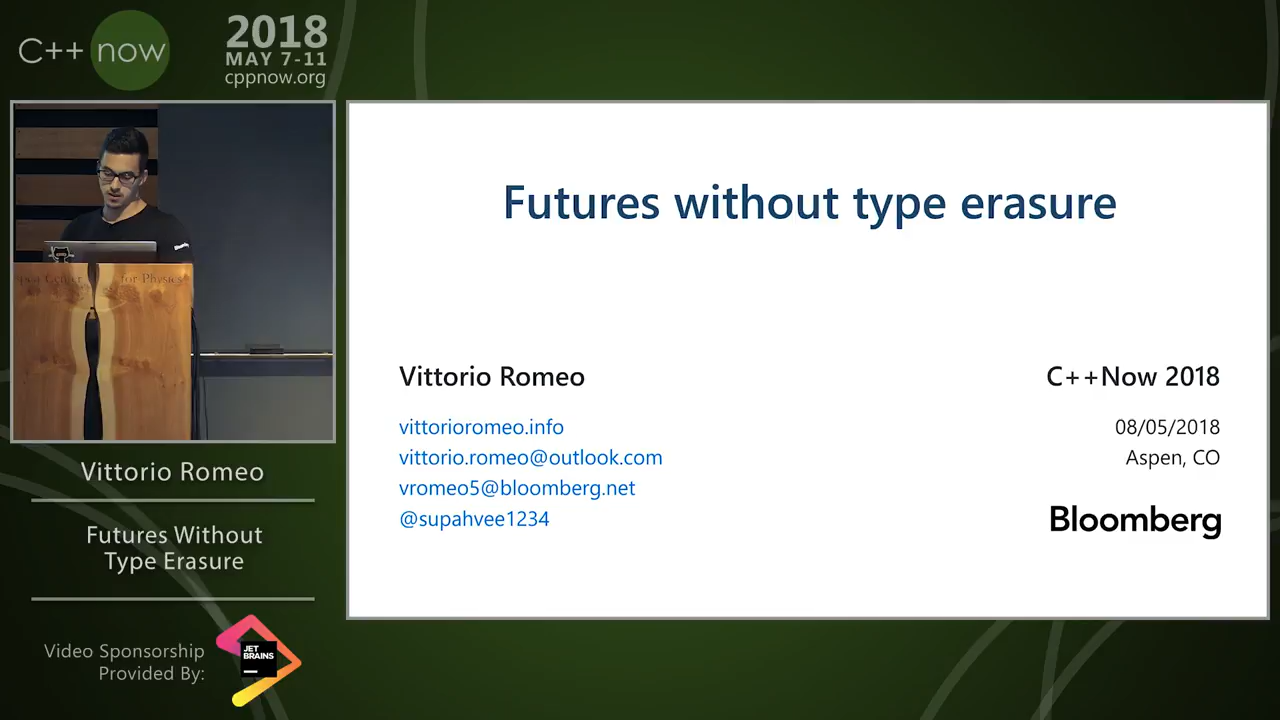 C++ now
2018
MAY 7-11
cppnow.org
for Physics
Vittorio Romeo
Futures Without
Type Erasure
Video Sponsorship
Provided By:
JET
BRAINS
Futures without type erasure
Vittorio Romeo
vittorioromeo.info
vittorio.romeo@outlook.com
vromeo5@bloomberg.net
@supahvee1234
C++Now 2018
08/05/2018
Aspen, CO
Bloomberg